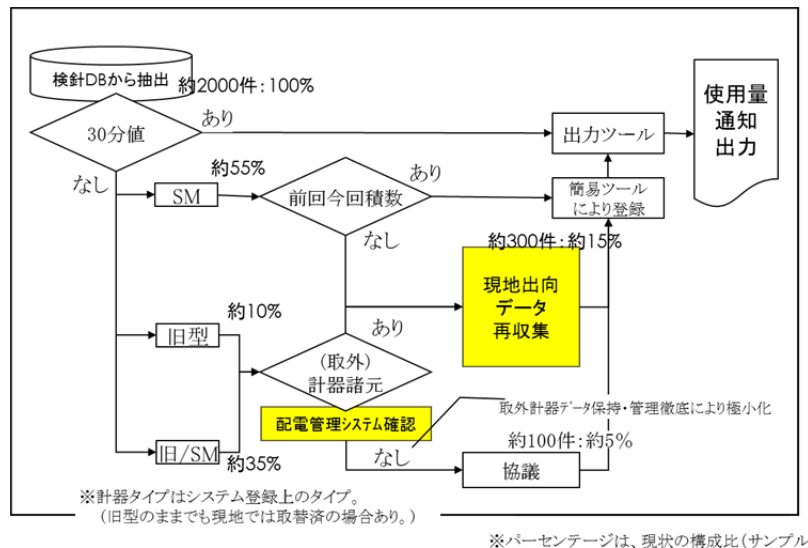 検針DBから抽出
約2000件：100%
30分値
あり
出力ツール
使用量
通知
出力
なし
約55%
SM
前回今回積数
あり
簡易ツール
により登録
なし
約300件：約15%
現地出向
データ
再収集
約10%
旧型
あり
(取外)
計器諸元
配電管理システム確認
取外計器データ保持・管理徹底により極小化
旧/SM
約35%
なし
約100件：約5%
協議
※計器タイプはシステム登録上のタイプ。
（旧型のままでも現地では取替済の場合あり。）
※パーセンテージは、現状の構成比（サンプル